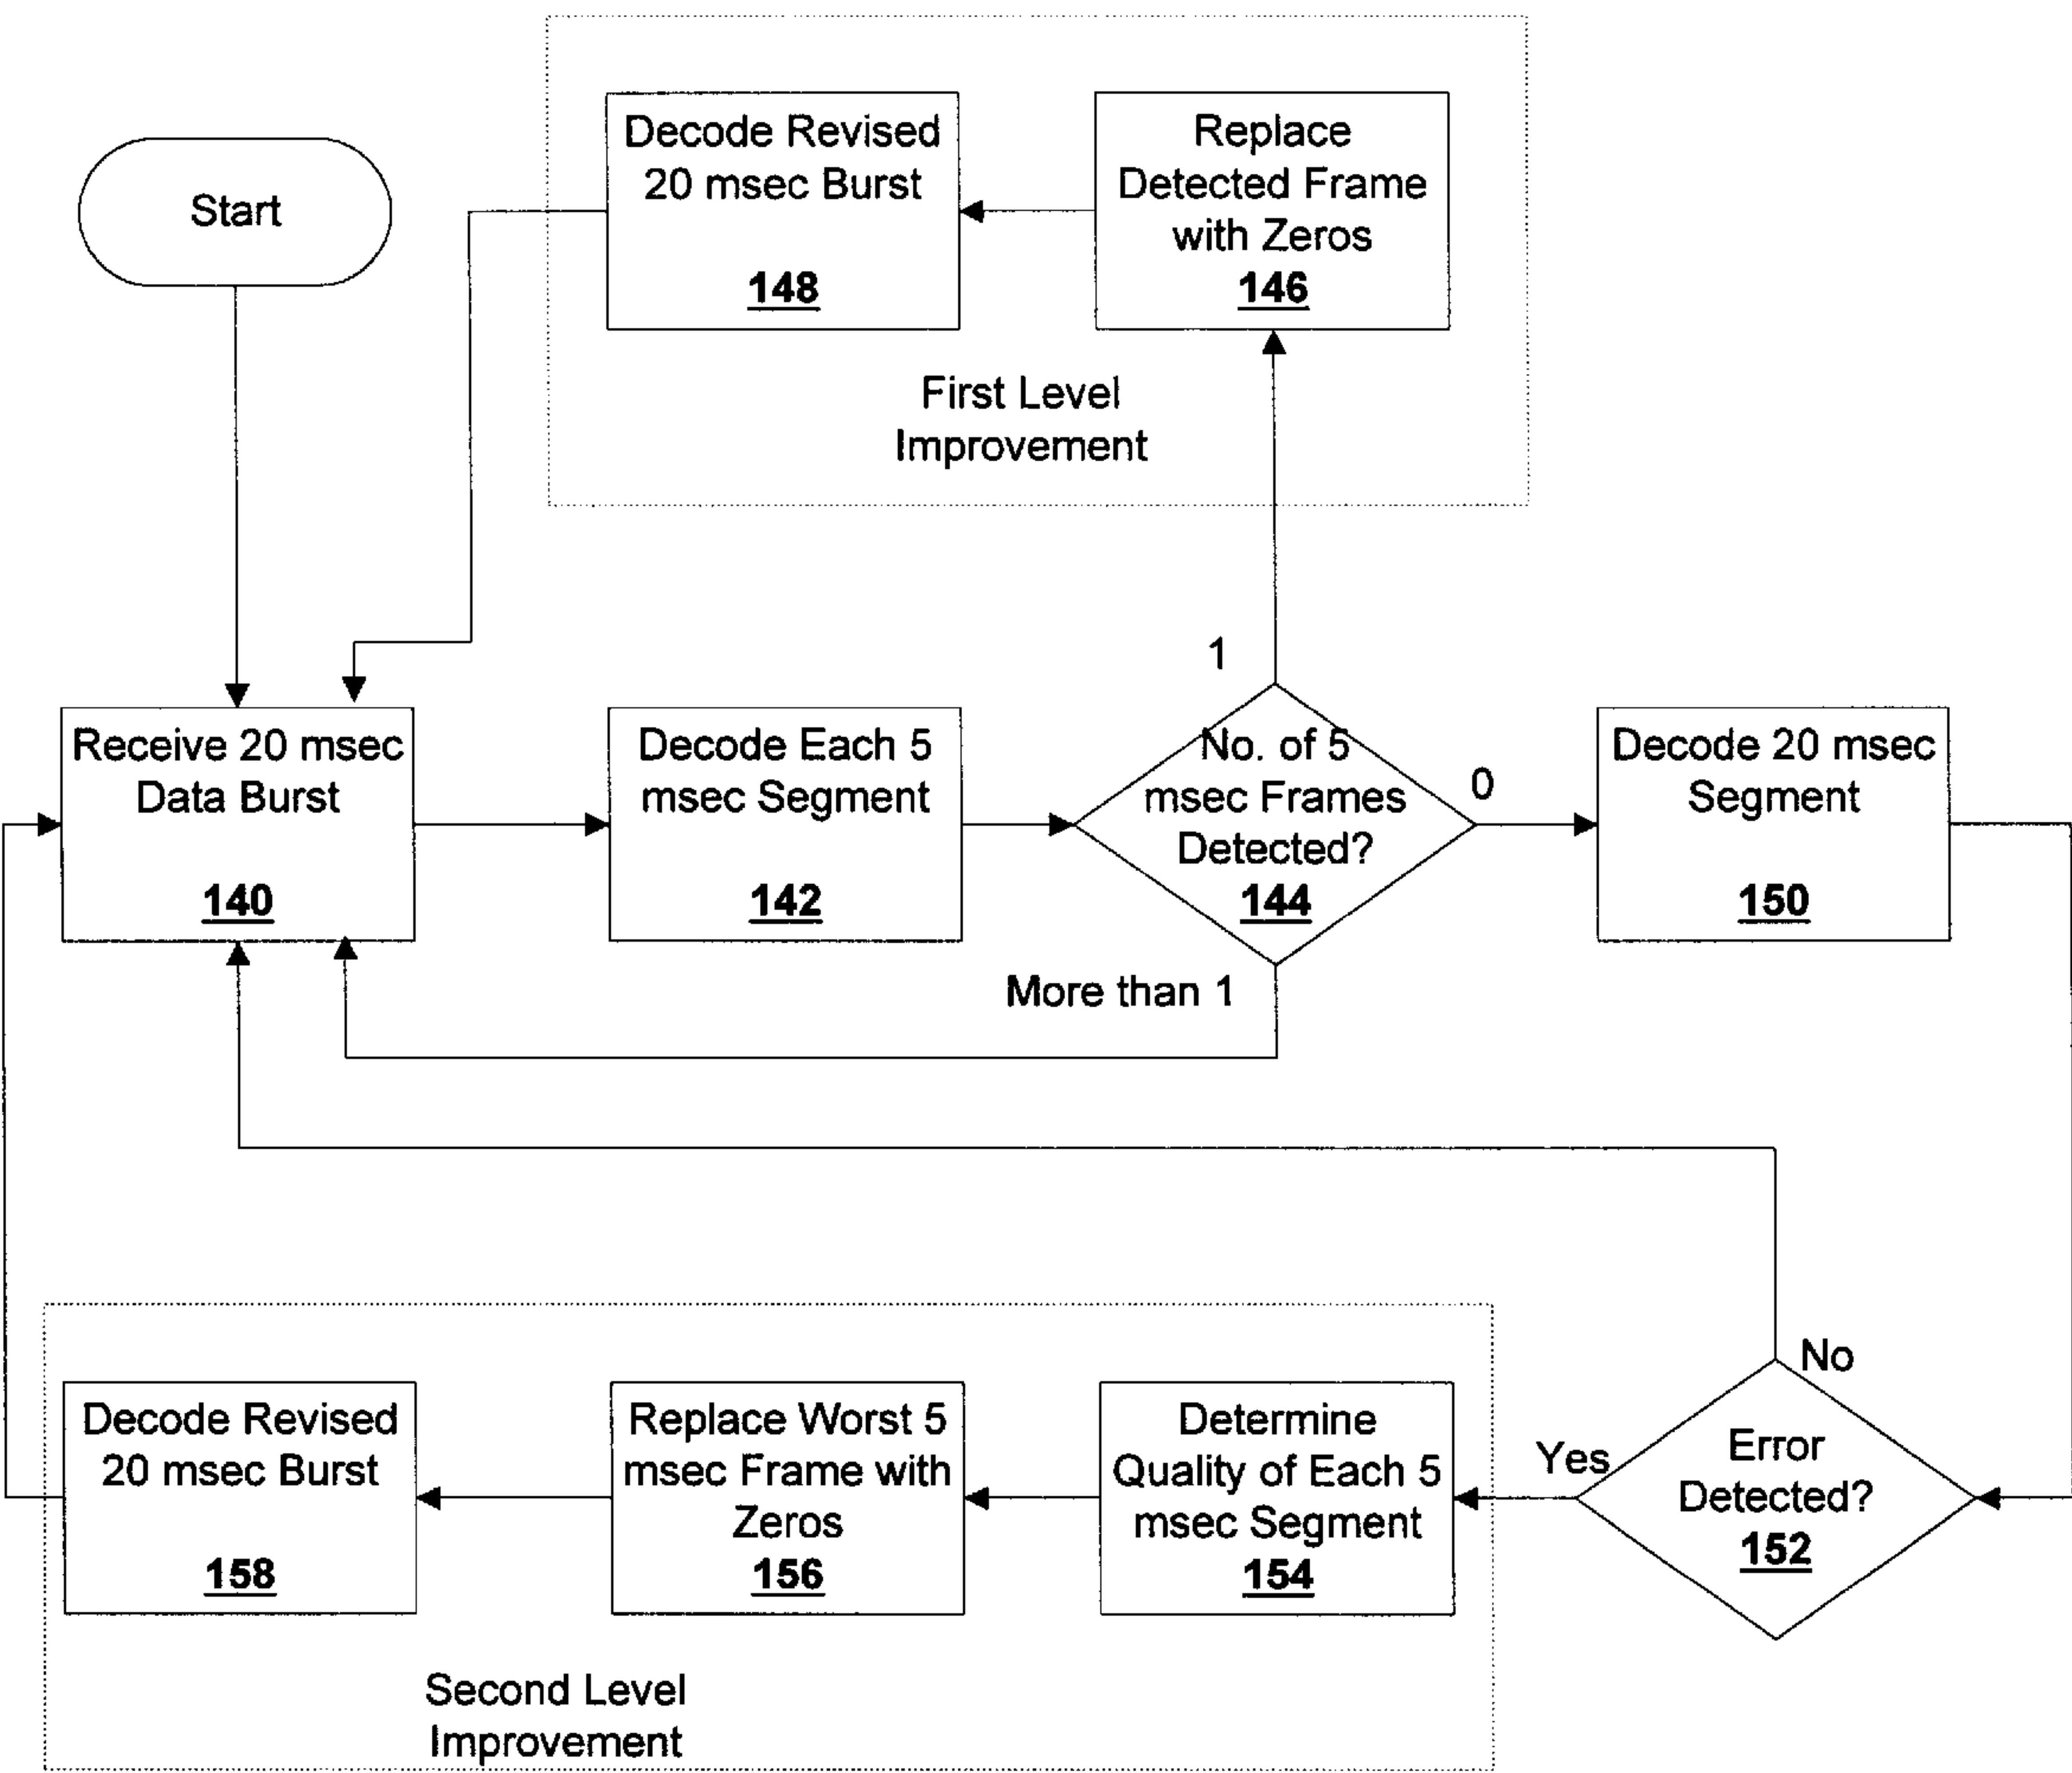 Decode Revised
20 msec Burst
148
Replace
Detected Frame
with Zeros
146
Start
First Level
Improvement
1
Receive 20 msec
Data Burst
140
Decode Each 5
msec Segment
142
No. of 5
msec Frames
Detected?
144
0
Decode 20 msec
Segment
150
More than 1
No
Decode Revised
20 msec Burst
158
Replace Worst 5
msec Frame with
Zeros
156
Determine
Quality of Each 5
msec Segment
154
Yes
Error
Detected?
152
Second Level
Improvement